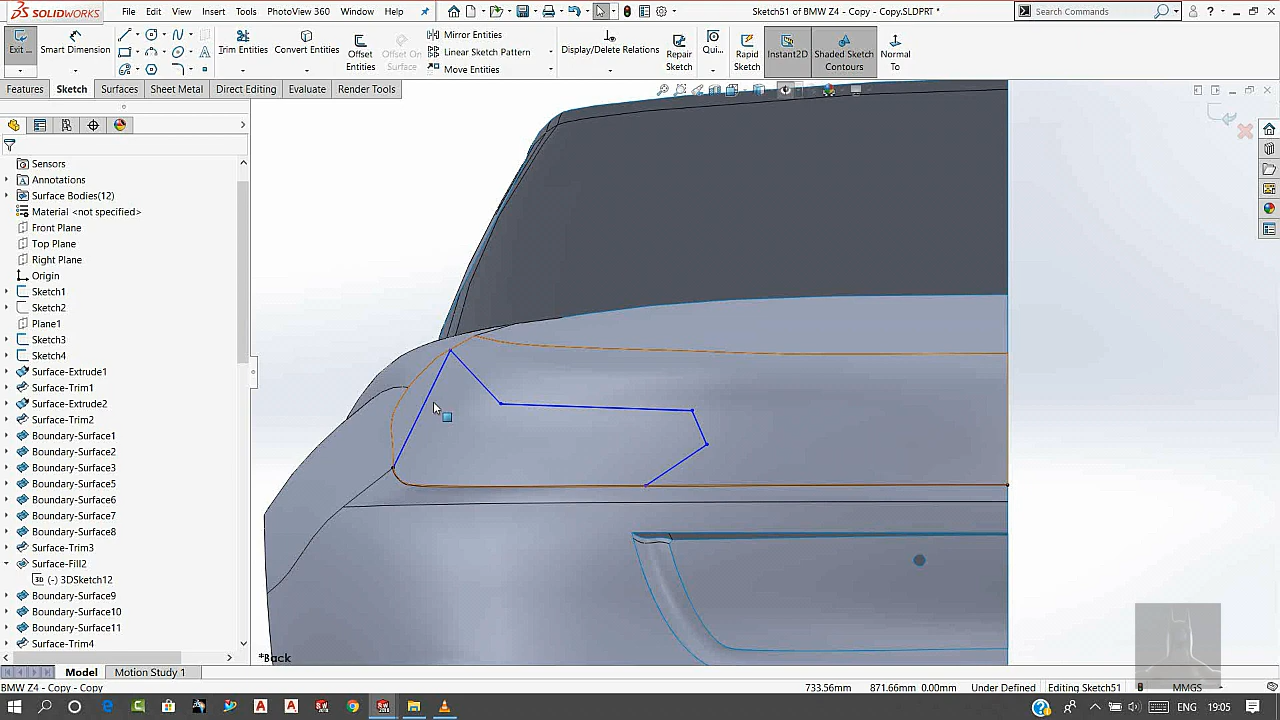 SOLIDWORKS File Edit View Insert Tools PhotoView 360 Window Help Sketch51 of BMW Z4 - Copy - Copy.SLDPRT * Search Commands
Exit ... Smart Dimension Trim Entities Convert Entities Offset Entities Offset On Surface Mirror Entities Linear Sketch Pattern Move Entities Display/Delete Relations Repair Sketch Qui... Rapid Sketch Instant2D Shaded Sketch Contours Normal To
Features Sketch Surfaces Sheet Metal Direct Editing Evaluate Render Tools
Sensors
Annotations
Surface Bodies(12)
Material <not specified>
Front Plane
Top Plane
Right Plane
Origin
Sketch1
Sketch2
Plane1
Sketch3
Sketch4
Surface-Extrude1
Surface-Trim1
Surface-Extrude2
Surface-Trim2
Boundary-Surface1
Boundary-Surface2
Boundary-Surface3
Boundary-Surface5
Boundary-Surface6
Boundary-Surface7
Boundary-Surface8
Surface-Trim3
Surface-Fill2
(-) 3DSketch12
Boundary-Surface9
Boundary-Surface10
Boundary-Surface11
Surface-Trim4
*Back
Model Motion Study 1
BMW Z4 - Copy - Copy 733.56mm 871.66mm 0.00mm Under Defined Editing Sketch51 MMGS
ENG 19:05